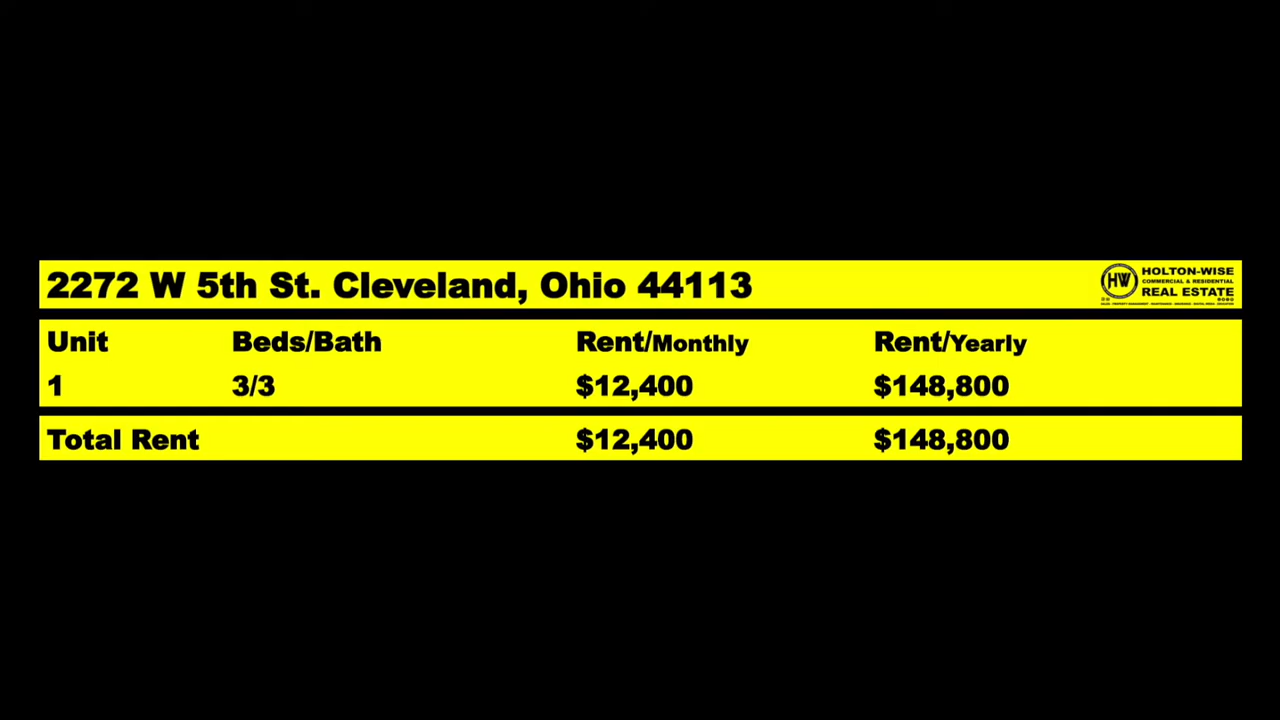 2272 W 5th St. Cleveland, Ohio 44113
HW
HOLTON-WISE
COMMERCIAL & RESIDENTIAL
REAL ESTATE
Unit Beds/Bath Rent/Monthly Rent/Yearly
1 3/3 $12,400 $148,800
Total Rent $12,400 $148,800